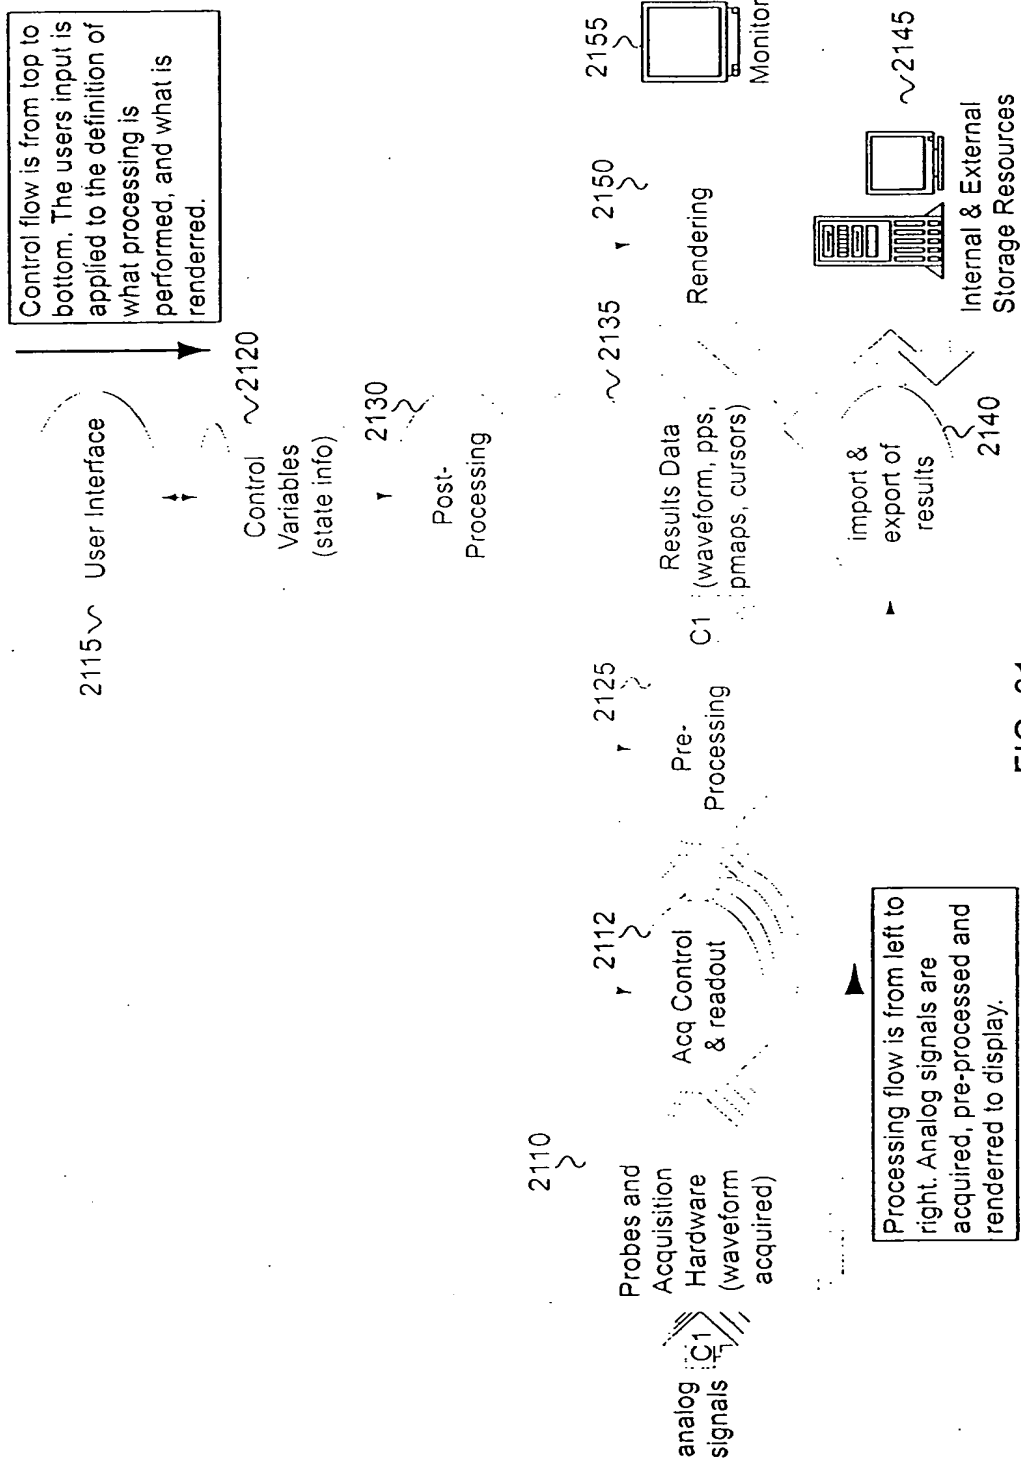 Control flow is from top to
bottom. The users input is
applied to the definition of
what processing is
performed, and what is
renderred.
2115
User Interface
2120
Control
Variables
(state info)
2130
Post-
Processing
2110
Probes and
Acquisition
Hardware
(waveform
acquired)
analog
signals
C1
2112
Acq Control
& readout
2125
Pre-
Processing
C1
2135
Results Data
(waveform, pps,
pmaps, cursors)
2150
Rendering
2155
Monitor
import &
export of
results
2140
2145
Internal & External
Storage Resources
Processing flow is from left to
right. Analog signals are
acquired, pre-processed and
renderred to display.